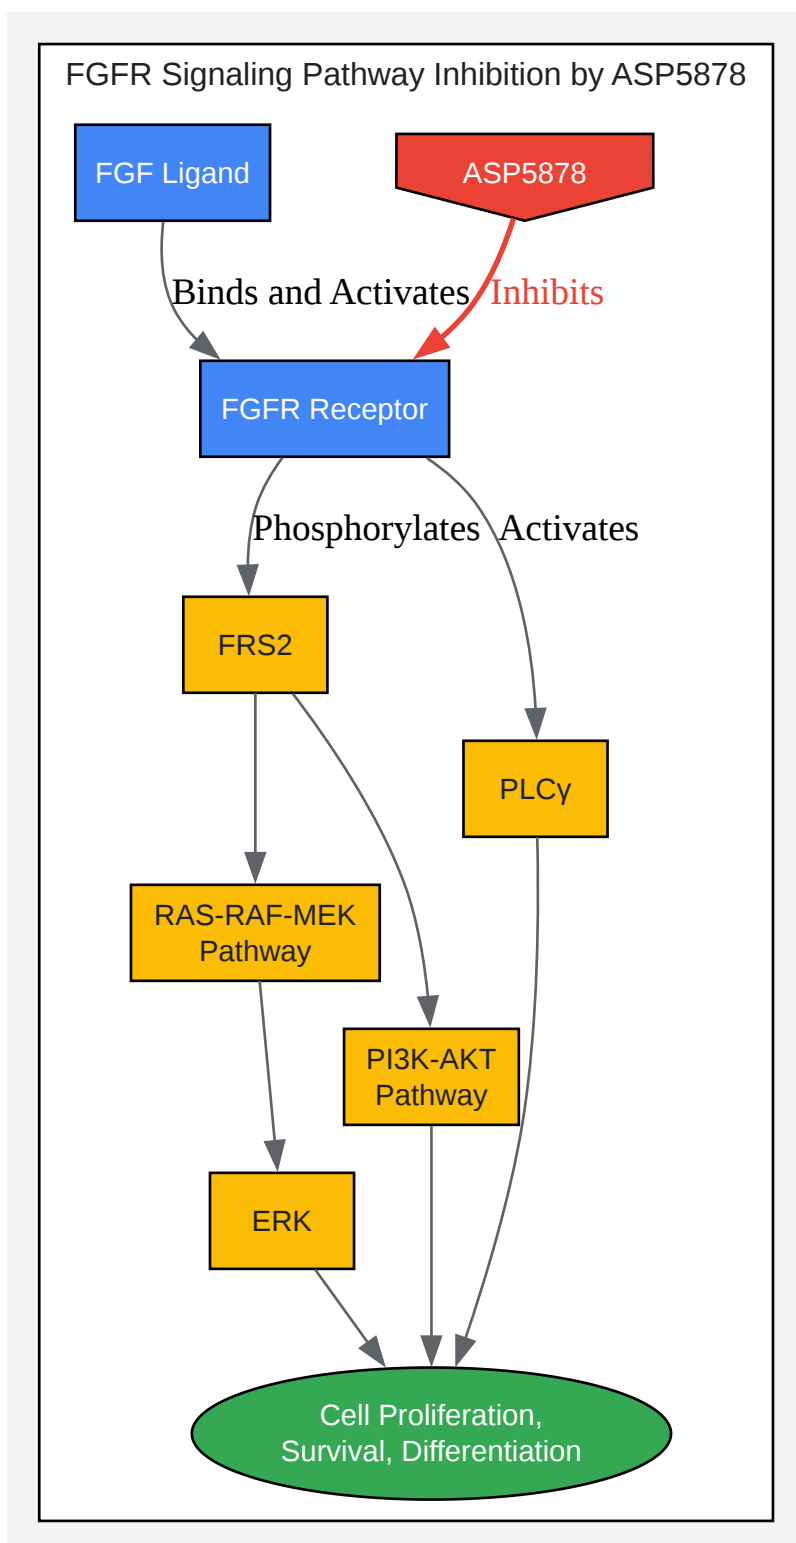 FGFR Signaling Pathway Inhibition by ASP5878
FGF Ligand
ASP5878
Binds and Activates
Inhibits
FGFR Receptor
Phosphorylates
Activates
FRS2
PLCγ
RAS-RAF-MEK
Pathway
PI3K-AKT
Pathway
ERK
Cell Proliferation,
Survival, Differentiation